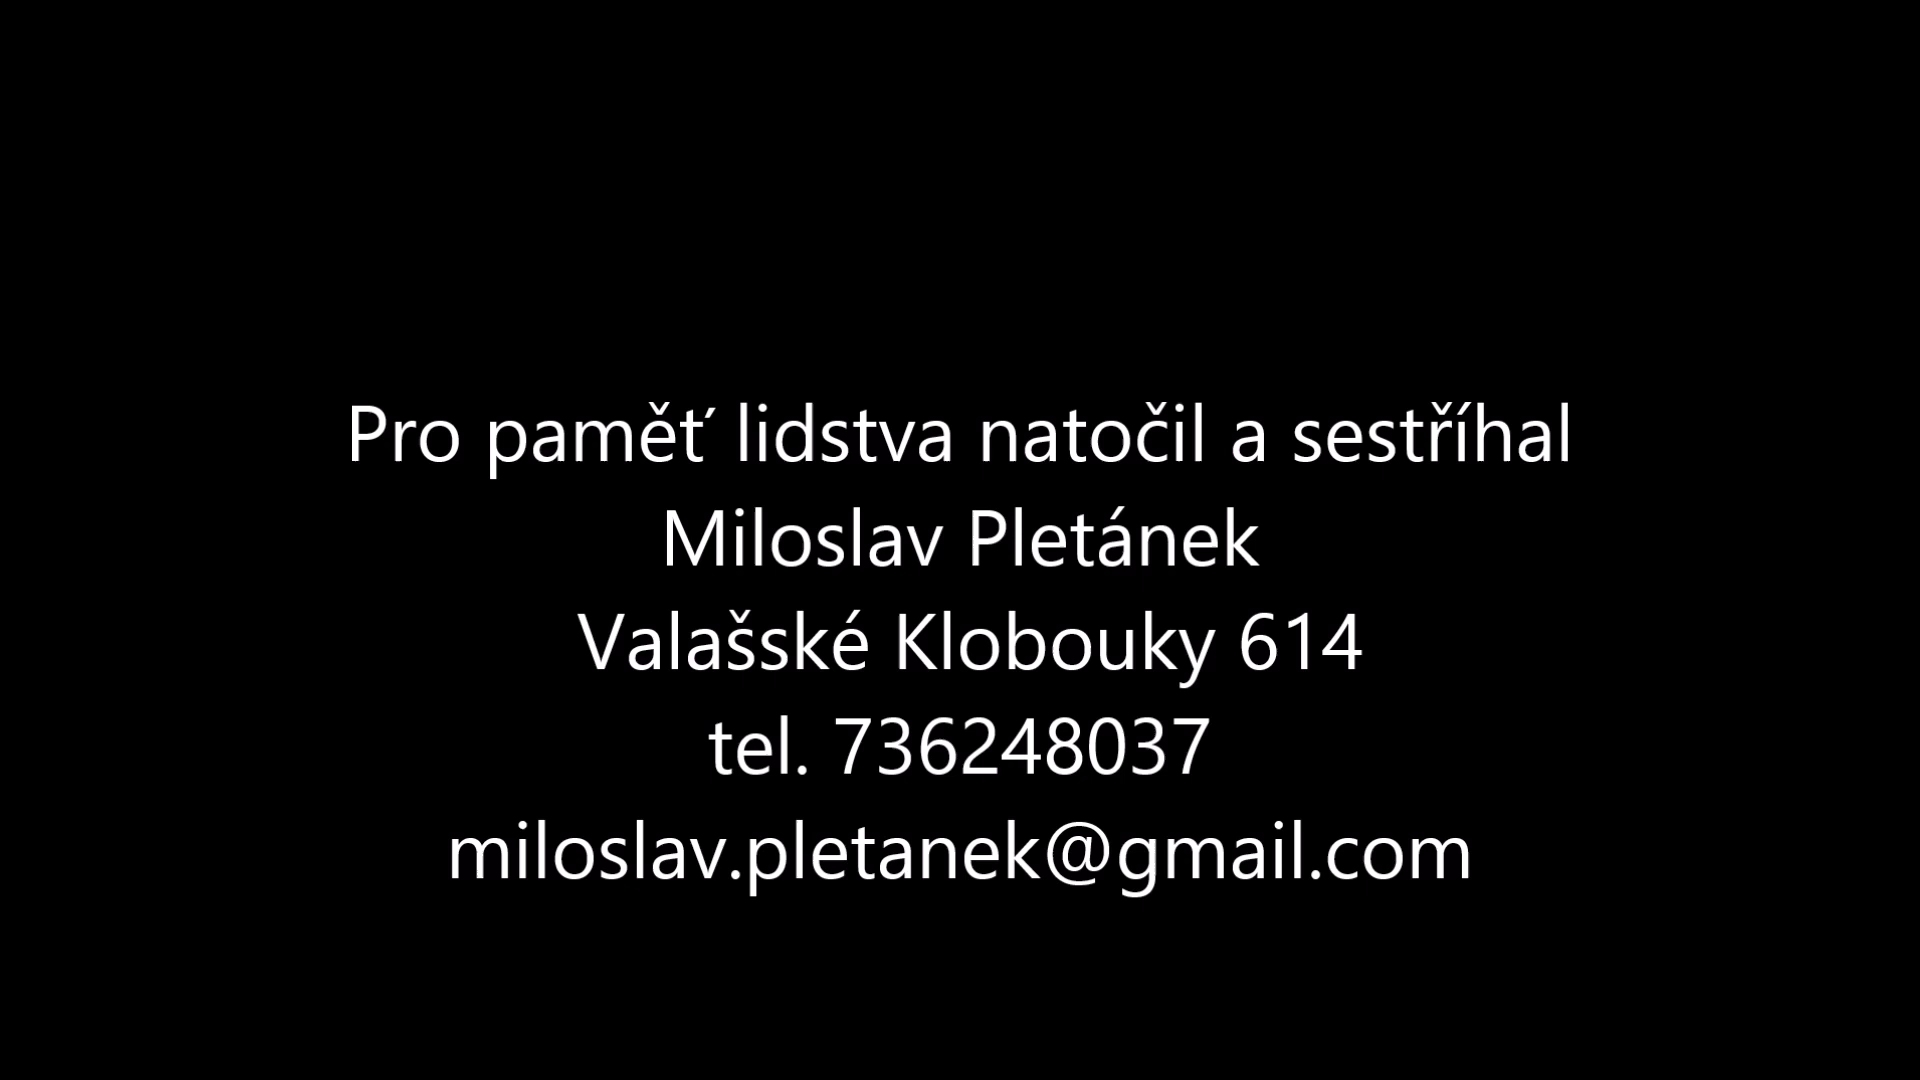 Pro paměť lidstva natočil a sestříhal
Miloslav Pletánek
Valašské Klobouky 614
tel. 736248037
miloslav.pletanek@gmail.com